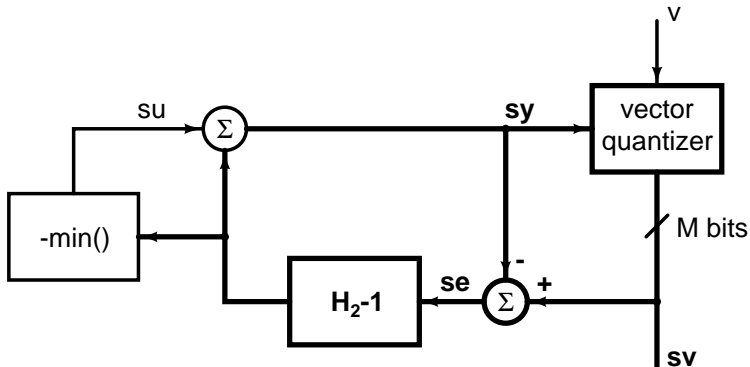 v
su
Σ
sy
vector
quantizer
-min()
M bits
-
se
+
H₂-1
Σ
sv